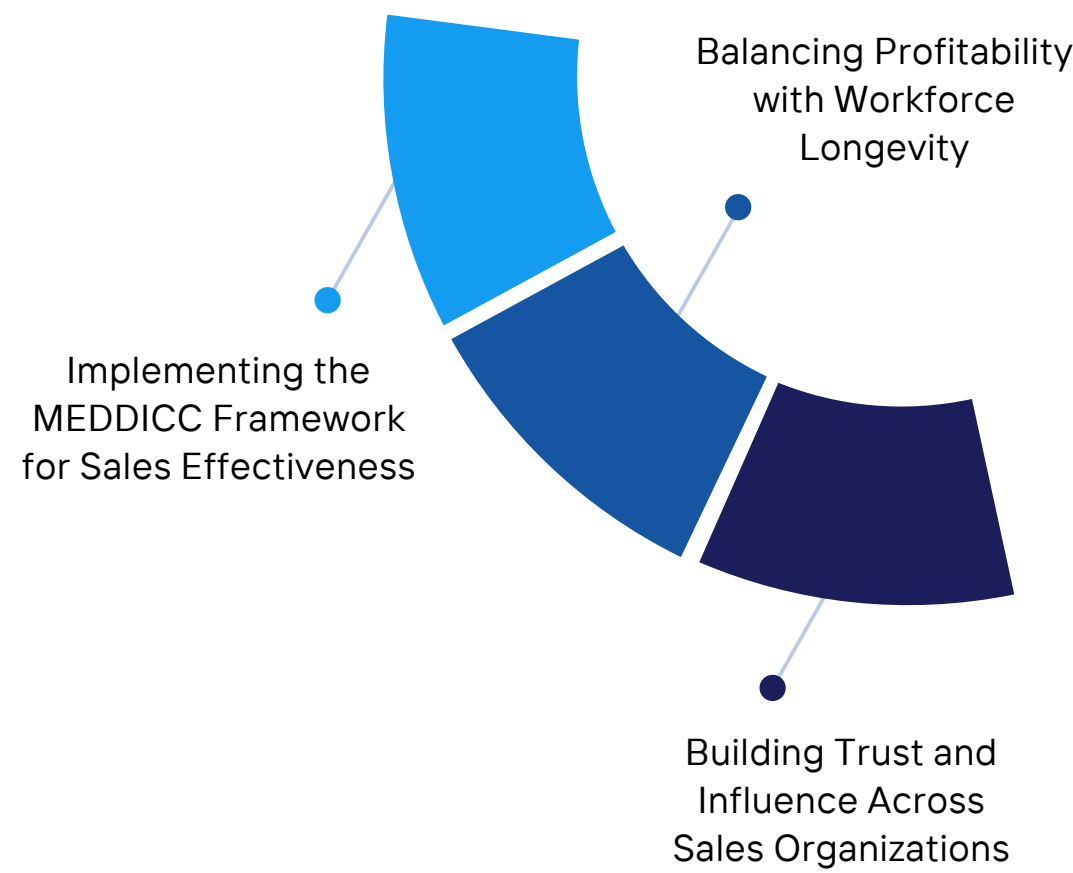 Balancing Profitability
with Workforce
Longevity
Implementing the
MEDDICC Framework
for Sales Effectiveness
Building Trust and
Influence Across
Sales Organizations